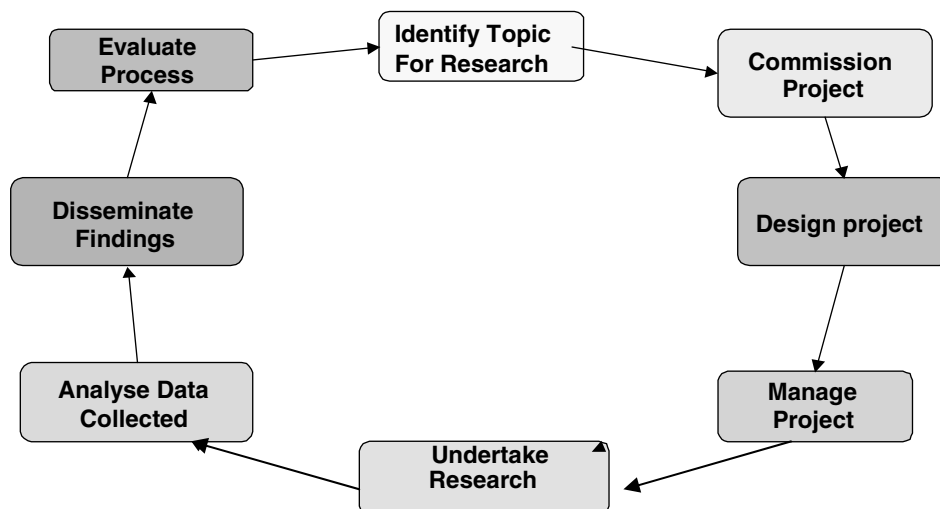 Identify Topic
For Research
Commission
Project
Design project
Manage
Project
Undertake
Research
Analyse Data
Collected
Disseminate
Findings
Evaluate
Process